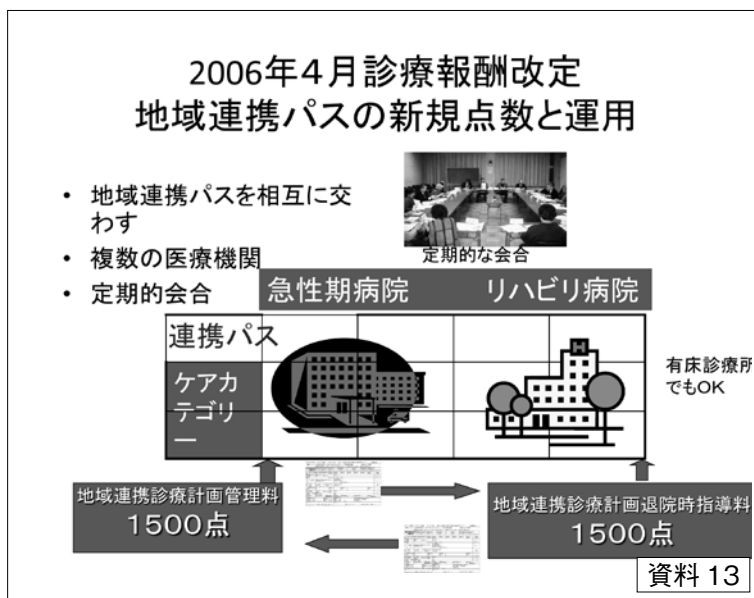 2006年４月診療報酬改定
地域連携パスの新規点数と運用
• 地域連携パスを相互に交
わす
• 複数の医療機関
• 定期的会合
定期的な会合
急性期病院 リハビリ病院
連携パス
ケアカ
テゴリ
ー
H
有床診療所
でもOK
地域連携診療計画管理料
1500点
地域連携診療計画退院時指導料
1500点
資料 13